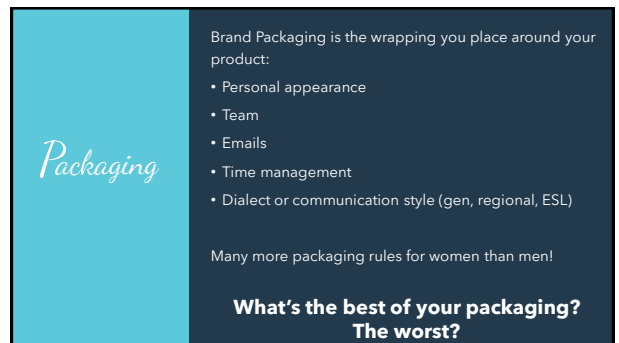 Packaging
Brand Packaging is the wrapping you place around your
product:
• Personal appearance
• Team
• Emails
• Time management
• Dialect or communication style (gen, regional, ESL)
Many more packaging rules for women than men!
What's the best of your packaging?
The worst?